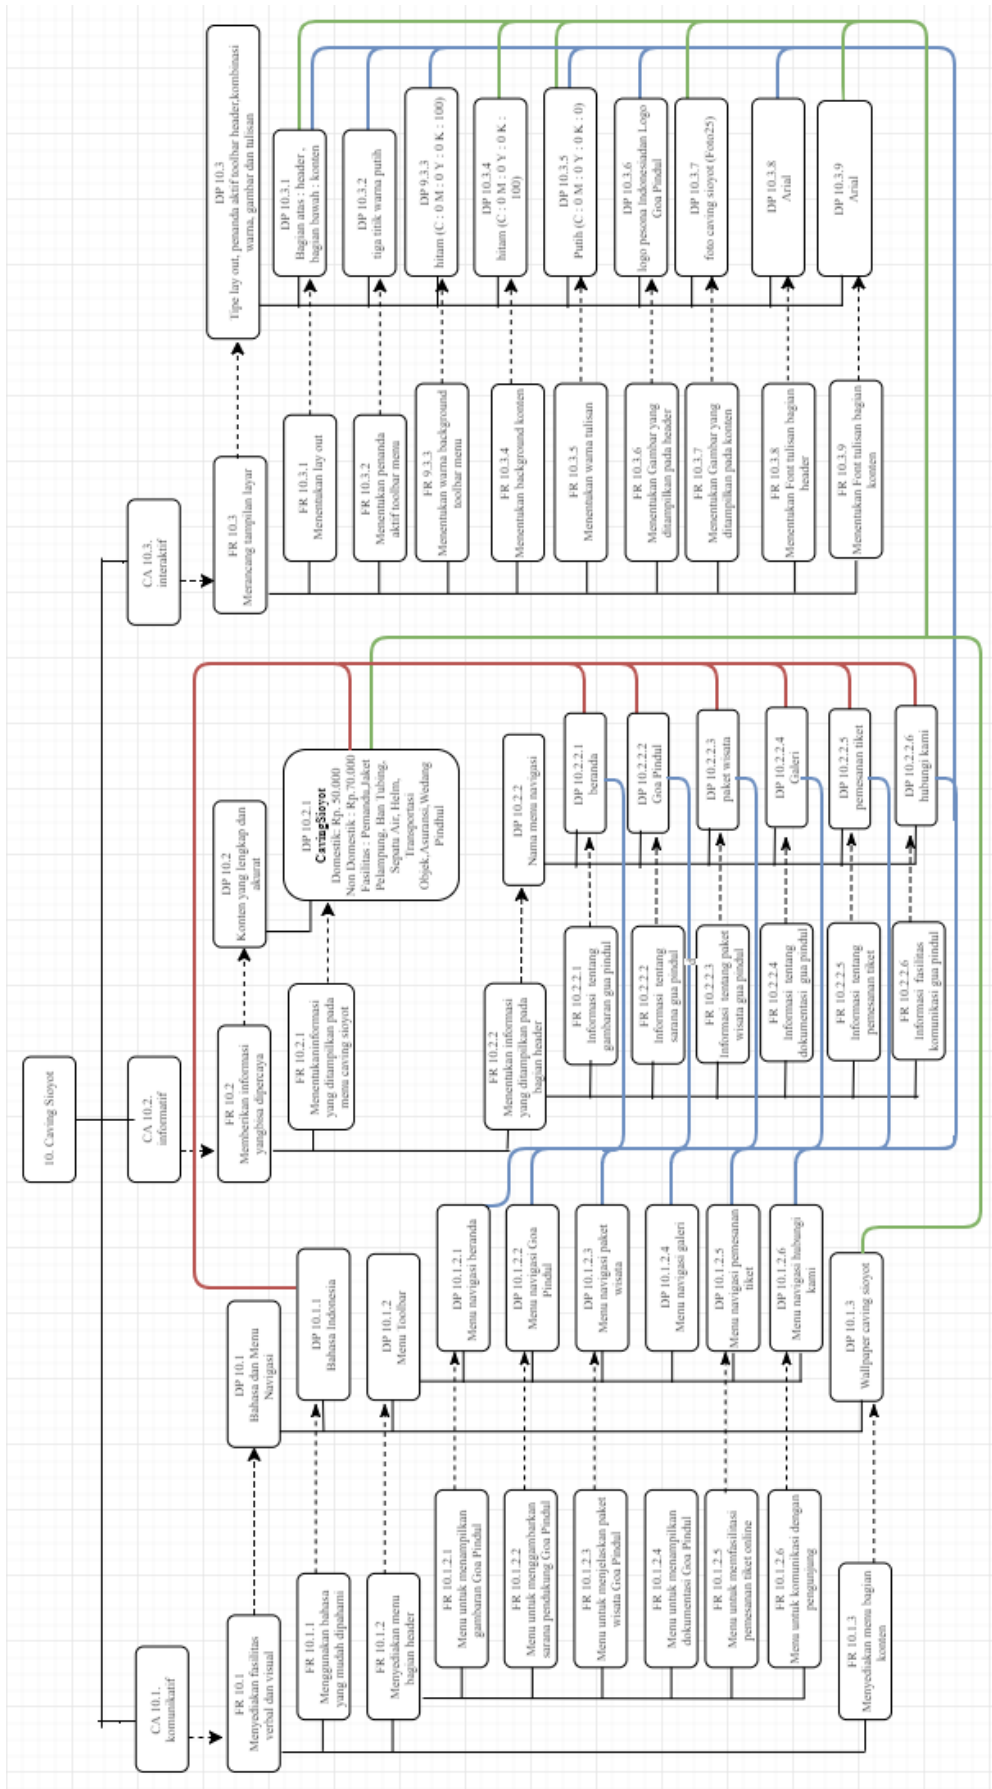 10. Caving Sioyot
CA 10.1.
komunikatif
FR 10.1
Menyediakan fasilitas
verbal dan visual
DP 10.1
Bahasa dan Menu
Navigasi
FR 10.1.1
Menggunakan bahasa
yang mudah dipahami
DP 10.1.1
Bahasa Indonesia
FR 10.1.2
Menyediakan menu
bagian header
DP 10.1.2
Menu Toolbar
FR 10.1.2.1
Menu untuk menampilkan
gambaran Goa Pindul
DP 10.1.2.1
Menu navigasi beranda
FR 10.1.2.2
Menu untuk menggambarkan
sarana pendukung Goa Pindul
DP 10.1.2.2
Menu navigasi Goa
Pindul
FR 10.1.2.3
Menu untuk menjelaskan paket
wisata Goa Pindul
DP 10.1.2.3
Menu navigasi paket
wisata
FR 10.1.2.4
Menu untuk menampilkan
dokumentasi Goa Pindul
DP 10.1.2.4
Menu navigasi galeri
FR 10.1.2.5
Menu untuk memfasilitasi
pemesanan tiket online
DP 10.1.2.5
Menu navigasi pemesanan
tiket
FR 10.1.2.6
Menu untuk komunikasi dengan
pengunjung
DP 10.1.2.6
Menu navigasi hubungi
kami
FR 10.1.3
Menyediakan menu bagian
konten
DP 10.1.3
Wallpaper caving sioyot
CA 10.2.
informatif
FR 10.2
Memberikan informasi
yangbisa dipercaya
DP 10.2
Konten yang lengkap dan
akurat
FR 10.2.1
Menentukaninformasi
yang ditampilkan pada
menu caving sioyot
DP 10.2.1
CavingSioyot
Domestik: Rp. 50.000
Non Domestik : Rp.70.000
Fasilitas : Pemandu,Jaket
Pelampung, Ban Tubing,
Sepatu Air, Helm,
Transportasi
Objek,Asuransi,Wedang
Pindhul
FR 10.2.2
Menentukan informasi
yang ditampilkan pada
bagian header
DP 10.2.2
Nama menu navigasi
FR 10.2.2.1
Informasi tentang
gambaran gua pindul
DP 10.2.2.1
beranda
FR 10.2.2.2
Informasi tentang
sarana gua pindul
DP 10.2.2.2
Goa Pindul
FR 10.2.2.3
Informasi tentang paket
wisata gua pindul
DP 10.2.2.3
paket wisata
FR 10.2.2.4
Informasi tentang
dokumentasi gua pindul
DP 10.2.2.4
Galeri
FR 10.2.2.5
Informasi tentang
pemesanan tiket
DP 10.2.2.5
pemesanan tiket
FR 10.2.2.6
Informasi fasilitas
komunikasi gua pindul
DP 10.2.2.6
hubungi kami
CA 10.3.
interaktif
FR 10.3
Merancang tampilan layar
DP 10.3
Tipe lay out, penanda aktif toolbar header,kombinasi
warna, gambar dan tulisan
FR 10.3.1
Menentukan lay out
DP 10.3.1
Bagian atas : header ,
bagian bawah : konten
FR 10.3.2
Menentukan penanda
aktif toolbar menu
DP 10.3.2
tiga titik warna putih
FR 9.3.3
Menentukan warna background
toolbar menu
DP 9.3.3
hitam (C : 0 M : 0 Y : 0 K : 100)
FR 10.3.4
Menentukan background konten
DP 10.3.4
hitam (C : 0 M : 0 Y : 0 K :
100)
FR 10.3.5
Menentukan warna tulisan
DP 10.3.5
Putih (C : 0 M : 0 Y : 0 K : 0)
FR 10.3.6
Menentukan Gambar yang
ditampilkan pada header
DP 10.3.6
logo pesona Indonesiadan Logo
Goa Pindul
FR 10.3.7
Menentukan Gambar yang
ditampilkan pada konten
DP 10.3.7
foto caving sioyot (Foto25)
FR 10.3.8
Menentukan Font tulisan bagian
header
DP 10.3.8
Arial
FR 10.3.9
Menentukan Font tulisan bagian
konten
DP 10.3.9
Arial